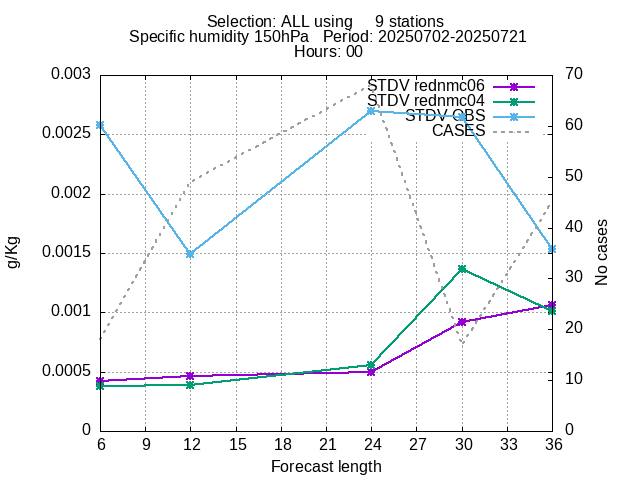 Selection: ALL using     9 stations
Specific humidity 150hPa   Period: 20250702-20250721
Hours: 00
0.003
0.0025
0.002
0.0015
0.001
0.0005
0
70
60
50
40
30
20
10
0
STDV rednmc06
STDV rednmc04
STDV OBS
CASES
g/Kg
No cases
6 9 12 15 18 21 24 27 30 33 36
Forecast length